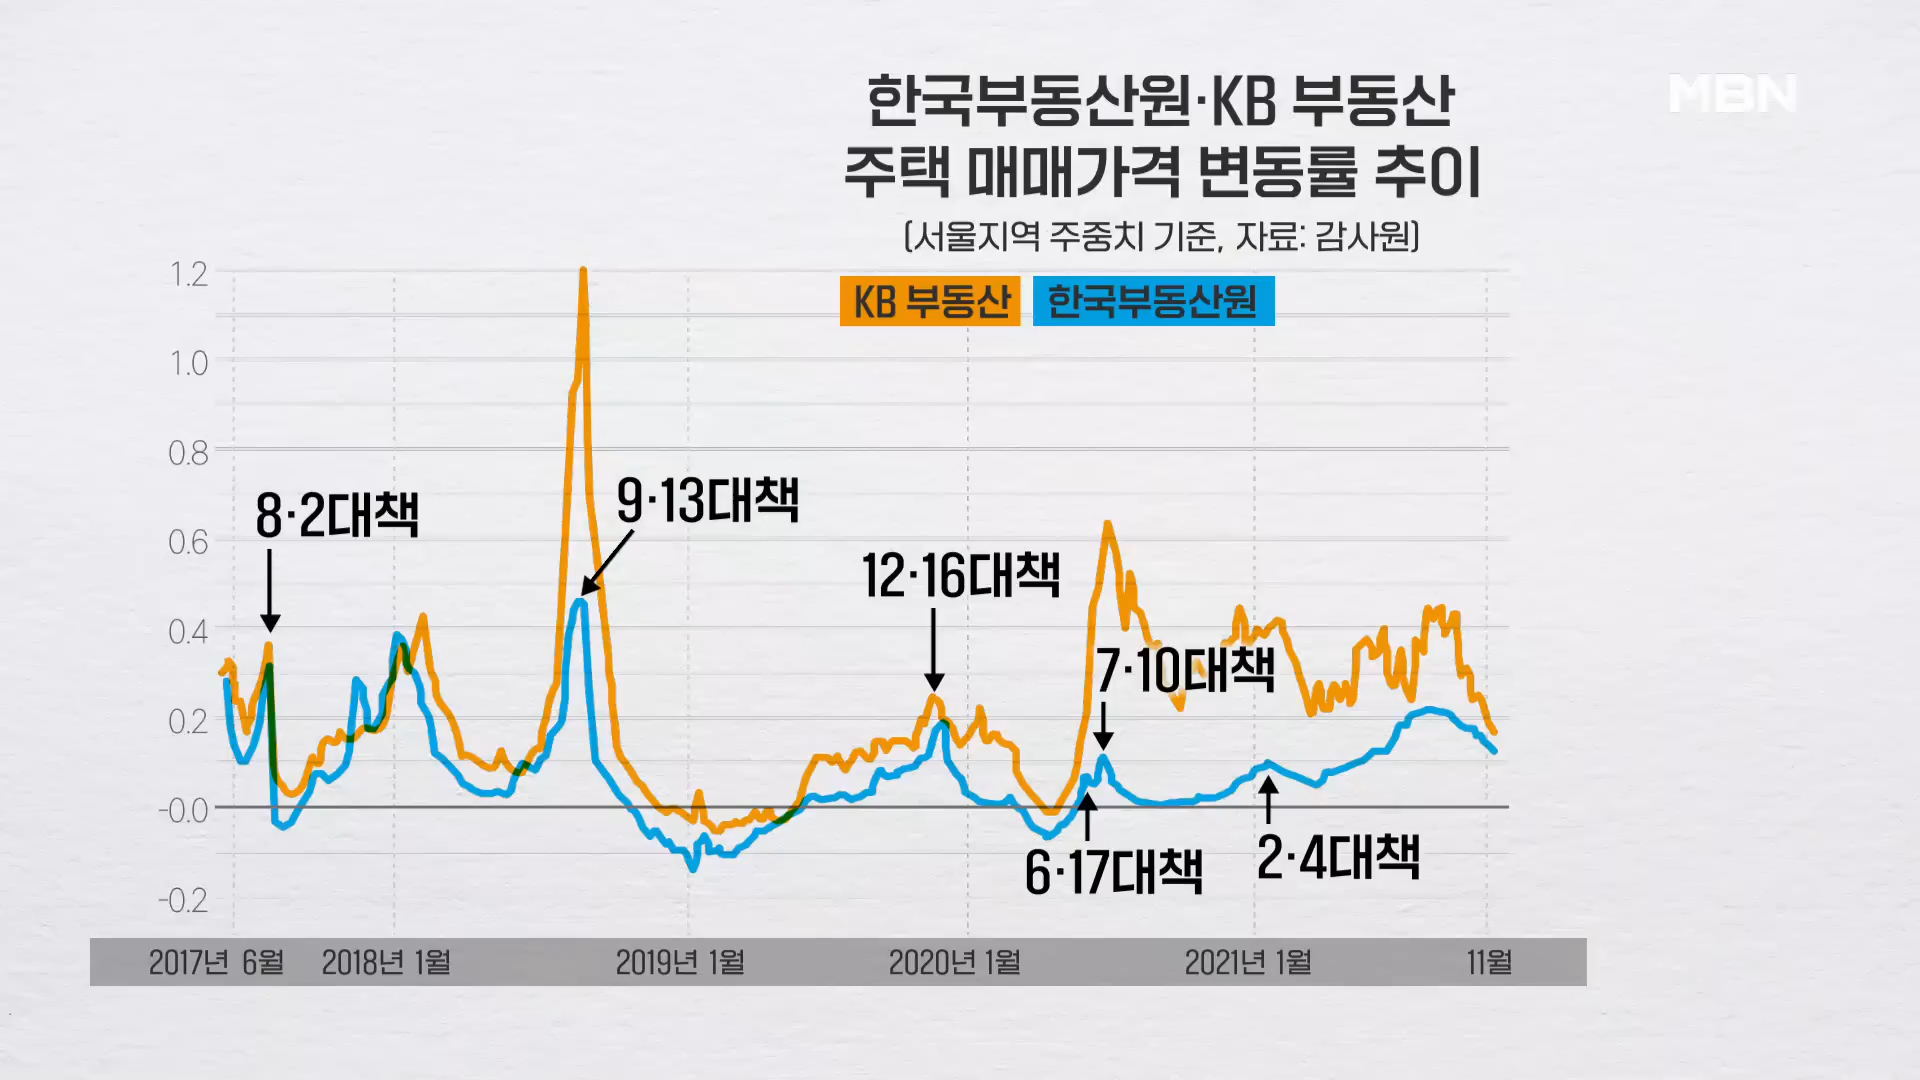 한국부동산원·KB 부동산
주택 매매가격 변동률 추이
(서울지역 주중치 기준, 자료: 감사원)
MBN
KB 부동산
한국부동산원
1.2
1.0
0.8
0.6
0.4
0.2
-0.0
-0.2
8·2대책
9·13대책
12·16대책
7·10대책
6·17대책
2·4대책
2017년 6월
2018년 1월
2019년 1월
2020년 1월
2021년 1월
11월